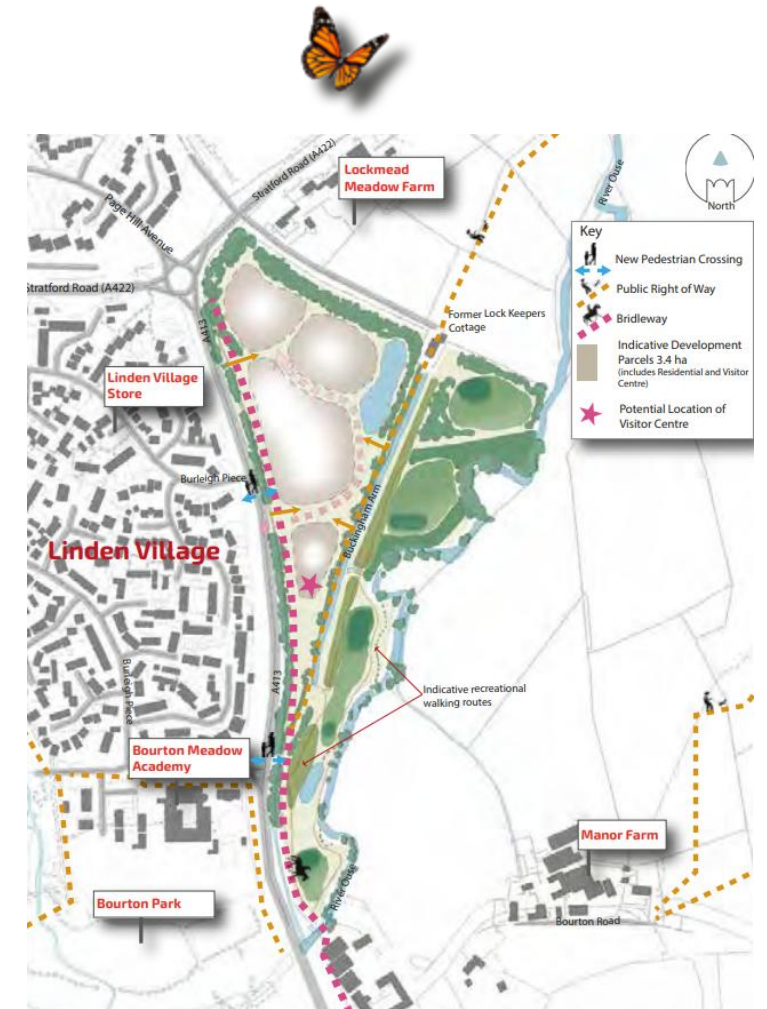 Lockmead
Meadow Farm
Stratford Road (A422)
Page Hill Avenue
River Ouse
North
Stratford Road (A422)
A413
Former Lock Keepers
Cottage
Key
New Pedestrian Crossing
Public Right of Way
Bridleway
Indicative Development
Parcels 3.4 ha
(includes Residential and Visitor
Centre)
Potential Location of
Visitor Centre
Linden Village
Store
Burleigh Piece
Buckingham Arm
Linden Village
Burleigh Piece
A413
Indicative recreational
walking routes
Bourton Meadow
Academy
Manor Farm
Bourton Park
River Ouse
Bourton Road